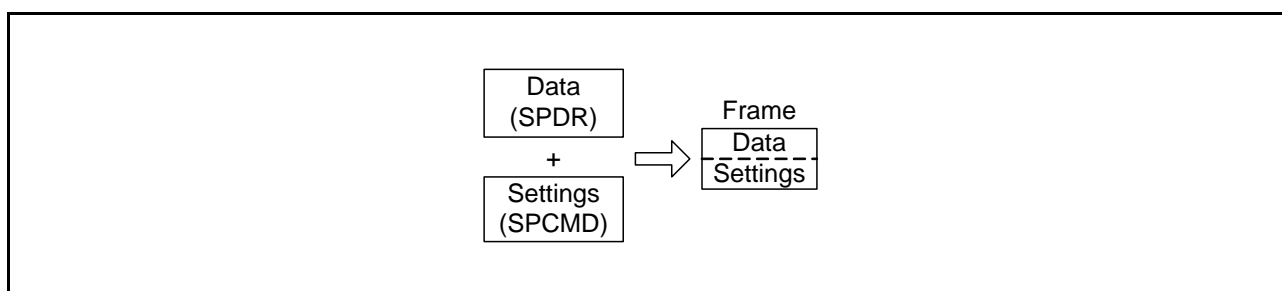 Data
(SPDR)
+
Settings
(SPCMD)
Frame
Data
Settings